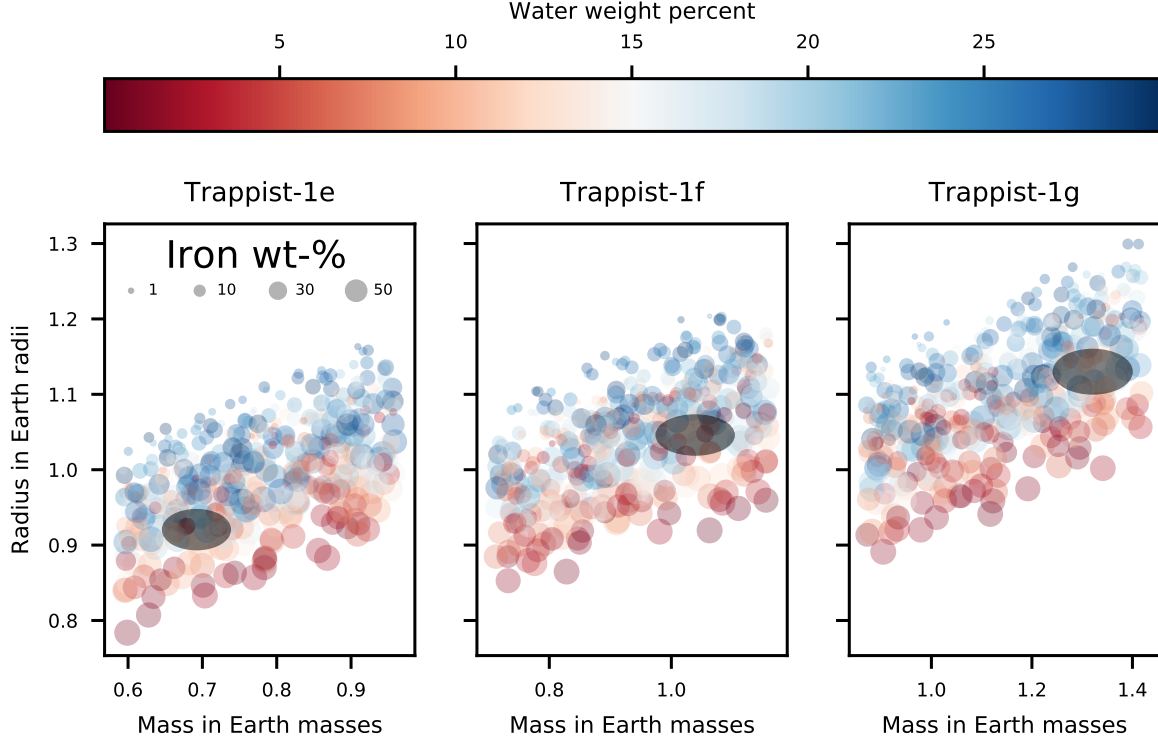 Water weight percent
5 10 15 20 25
Trappist-1e Trappist-1f Trappist-1g
Iron wt-%
1 10 30 50
Radius in Earth radii
1.3
1.2
1.1
1.0
0.9
0.8
0.6 0.7 0.8 0.9 0.8 1.0 1.0 1.2 1.4
Mass in Earth masses Mass in Earth masses Mass in Earth masses